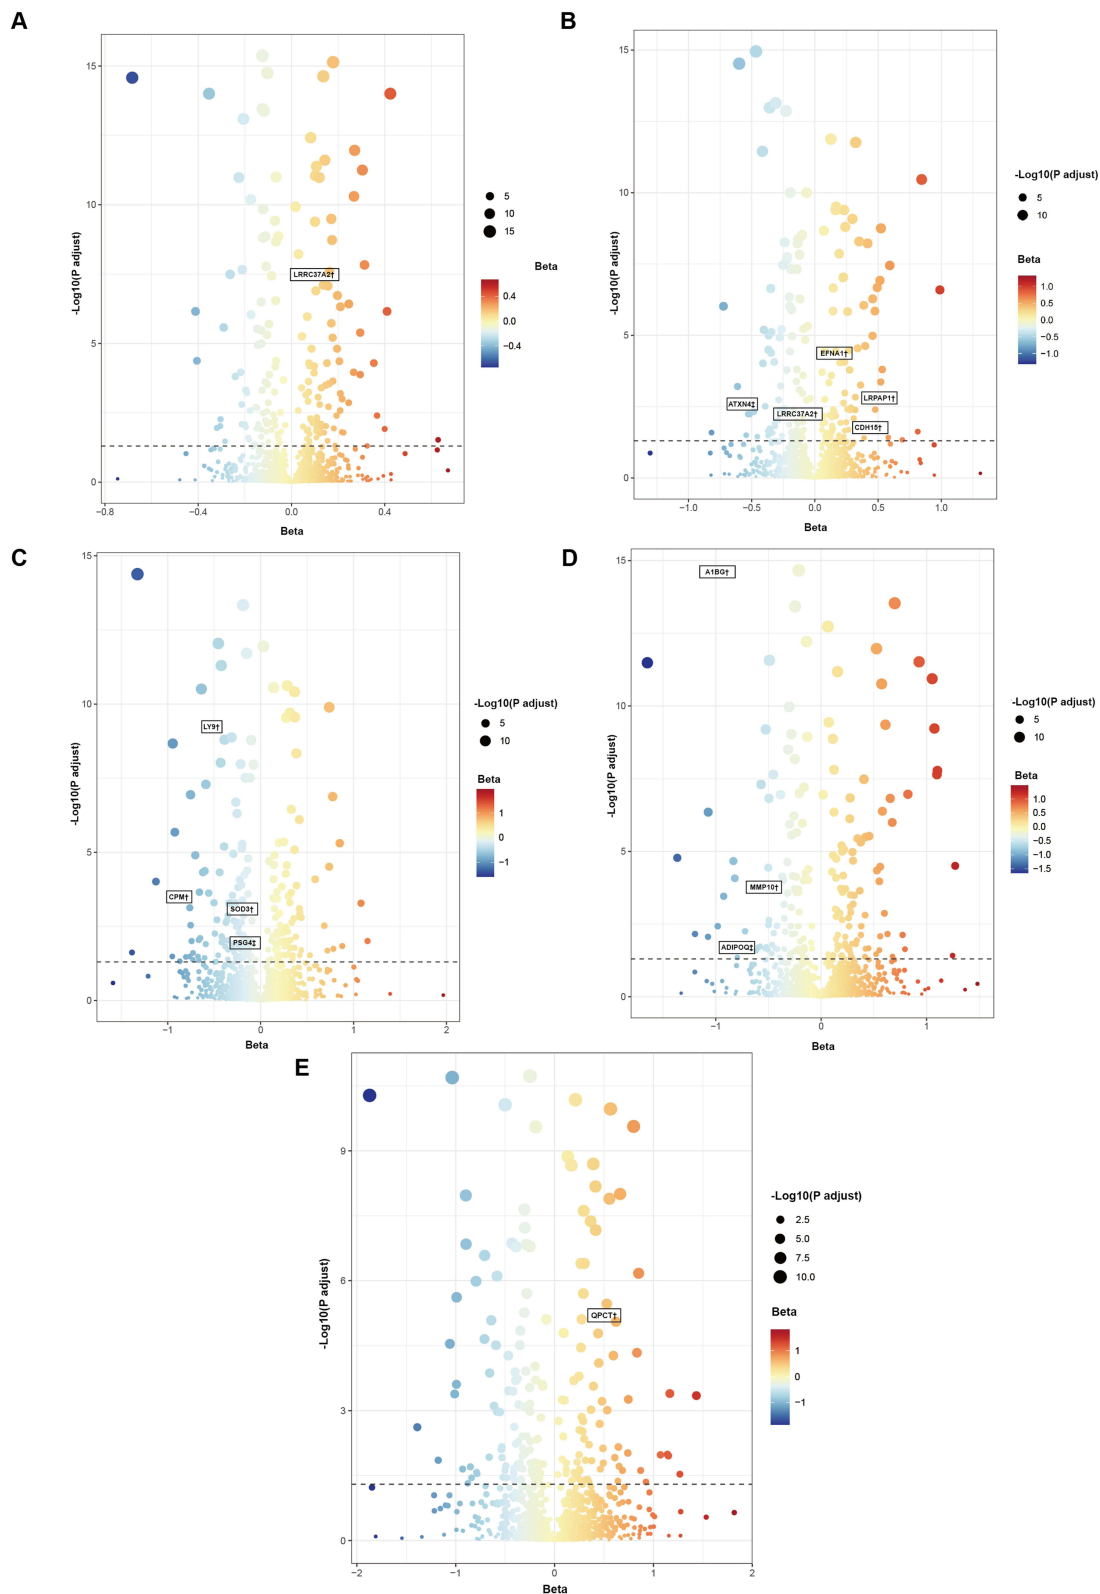 A
15
10
5
0
−0.8
−0.4
0.0
0.4
Beta
-Log10(P adjust)
LRRC37A2†
5
10
15
Beta
0.4
0.0
−0.4
B
15
10
5
0
−1.0
−0.5
0.0
0.5
1.0
Beta
-Log10(P adjust)
EFNA1†
ATXN4‡
LRRC37A2†
LRPAP1†
CDH15†
-Log10(P adjust)
5
10
Beta
1.0
0.5
0.0
−0.5
−1.0
C
15
10
5
0
−1
0
1
2
Beta
-Log10(P adjust)
LY9†
CPM†
SOD3†
PSG4‡
-Log10(P adjust)
5
10
Beta
1
0
−1
D
15
10
5
0
−1
0
1
Beta
-Log10(P adjust)
A1BG†
MMP10†
ADIPOQ‡
-Log10(P adjust)
5
10
Beta
1.0
0.5
0.0
−0.5
−1.0
−1.5
E
9
6
3
0
−2
−1
0
1
2
Beta
-Log10(P adjust)
QPCT†
-Log10(P adjust)
2.5
5.0
7.5
10.0
Beta
1
0
−1